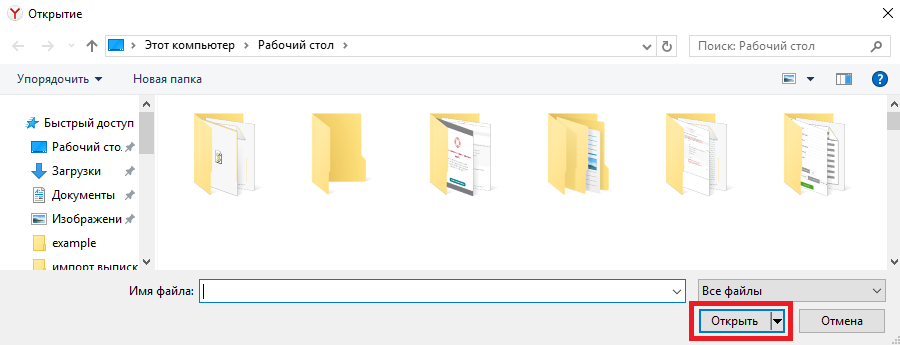 Открытие
Этот компьютер > Рабочий стол >
Поиск: Рабочий стол
Упорядочить
Новая папка
Быстрый доступ
Рабочий сто.
Загрузки
Документы
Изображени
example
импорт выписк
Имя файла:
Все файлы
Открыть
Отмена